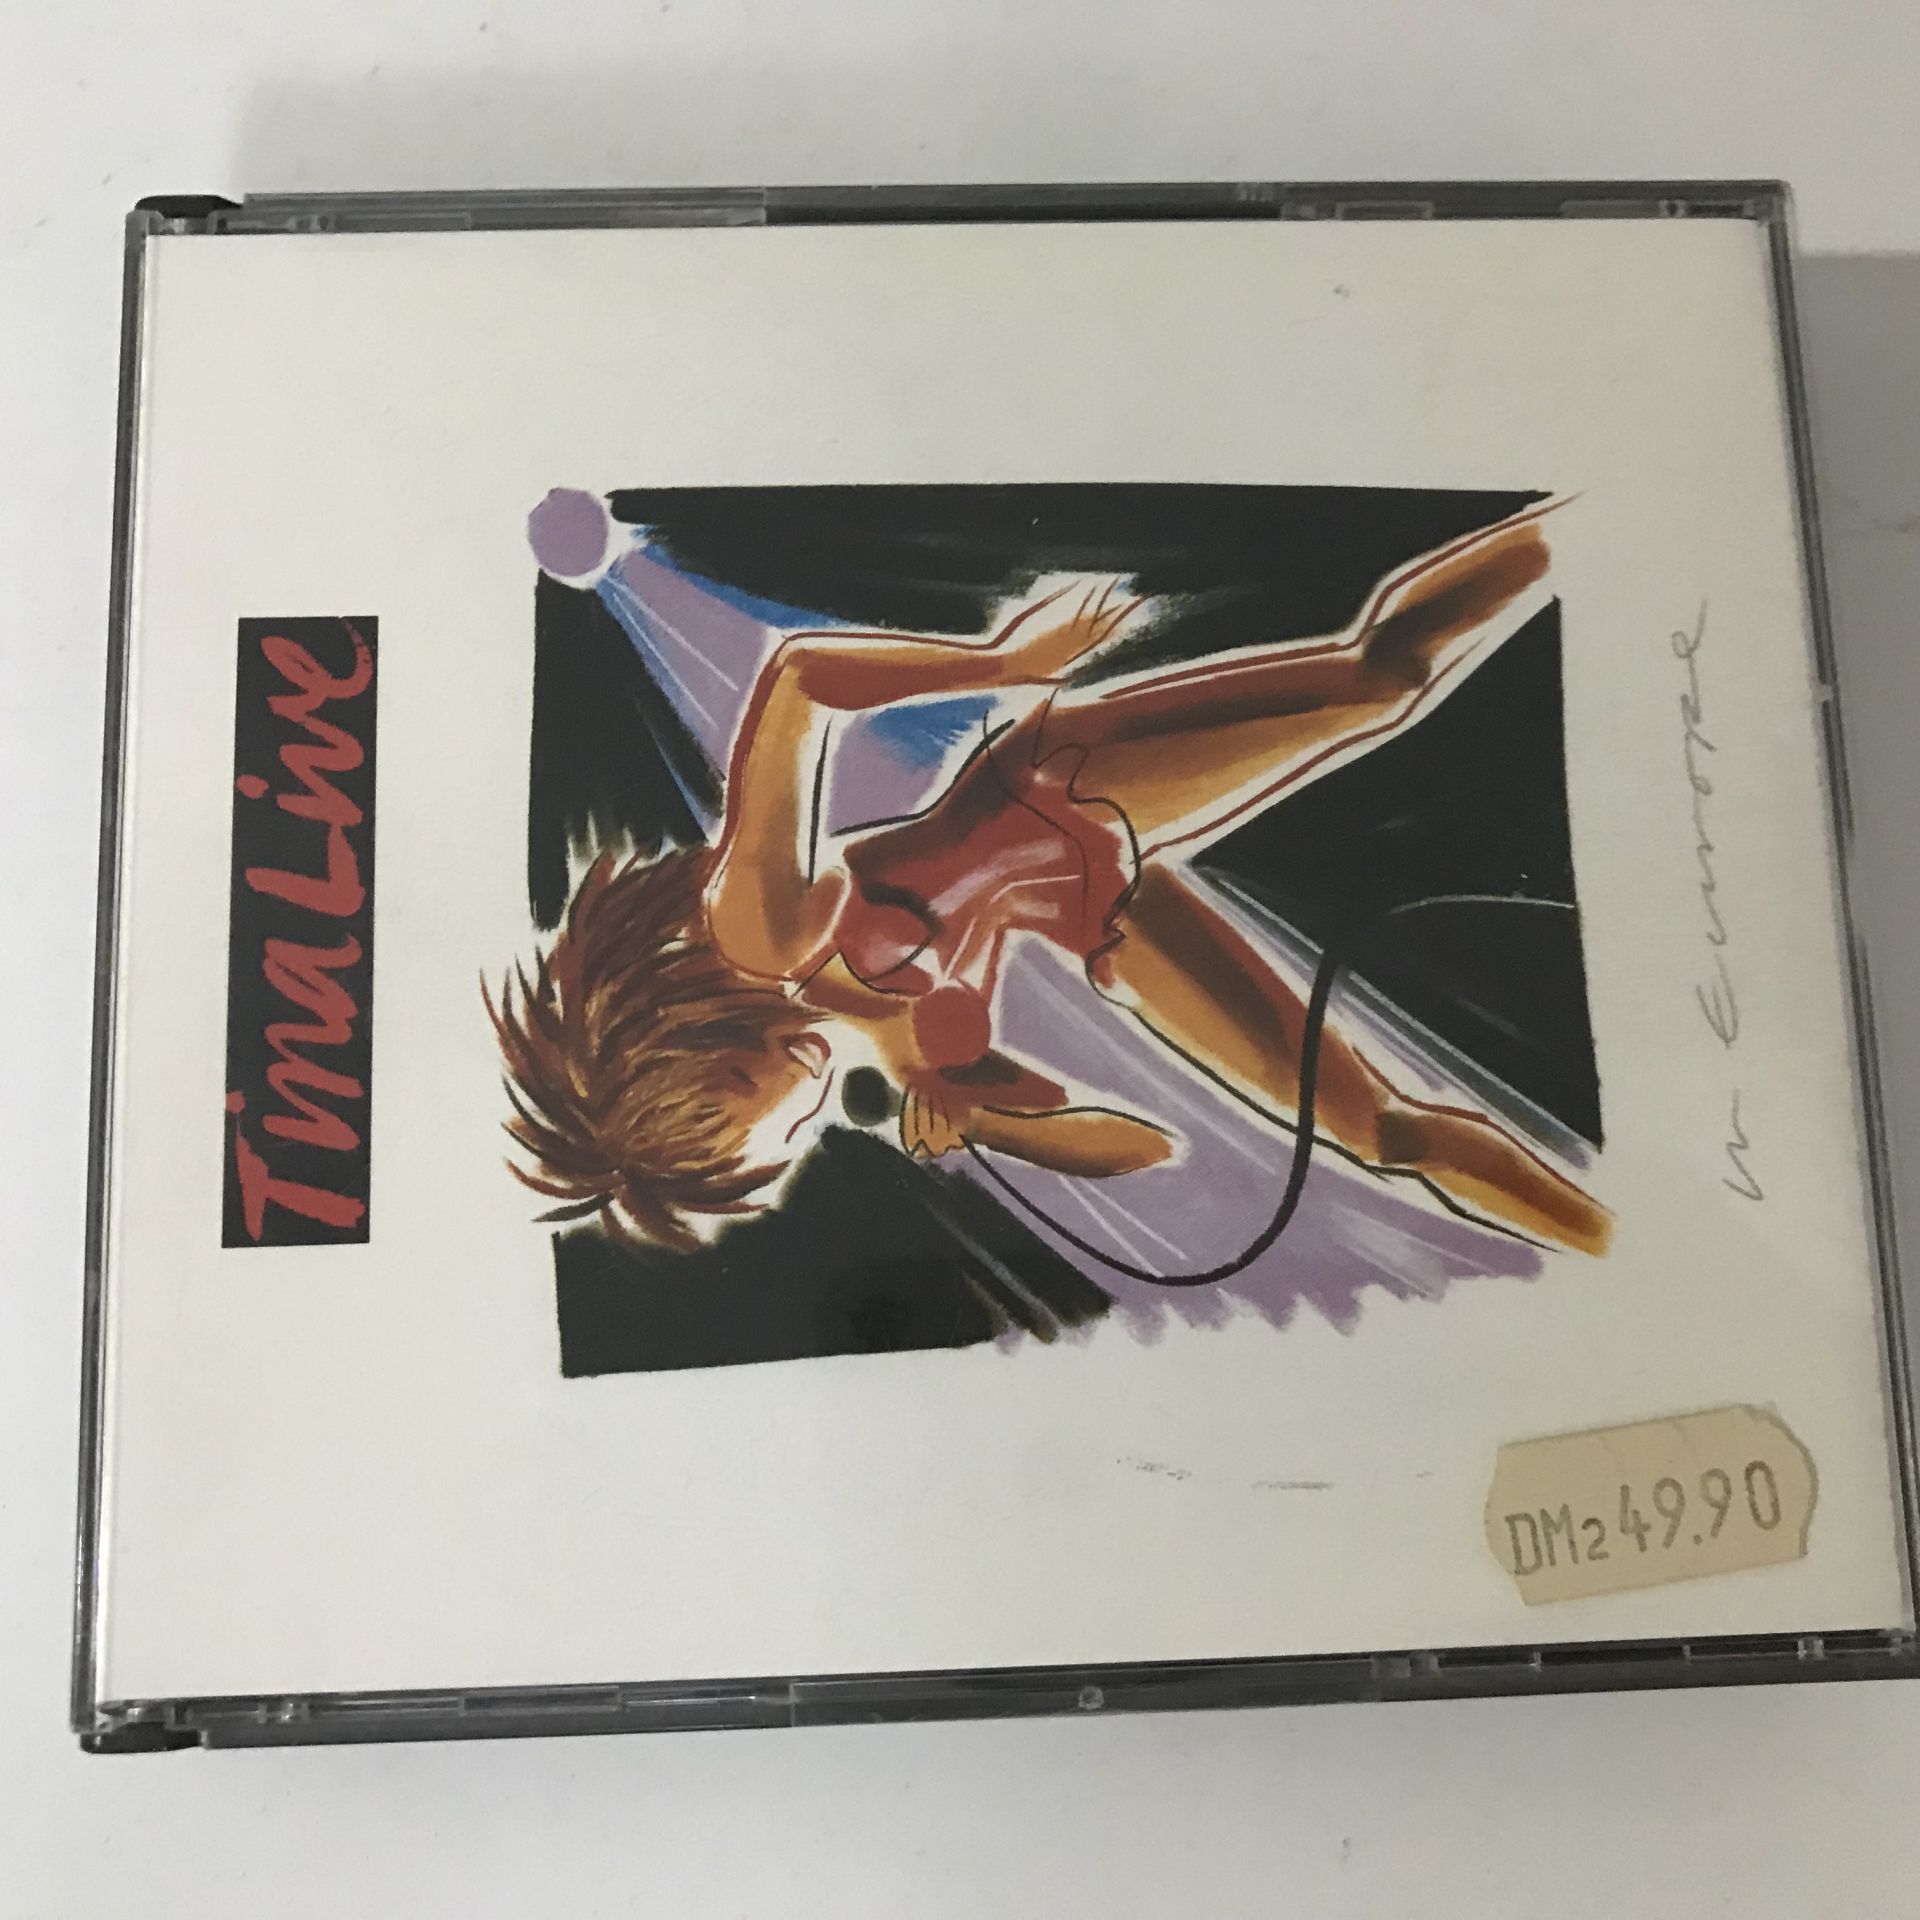 Tina Live
in Europe
DM2 49.90